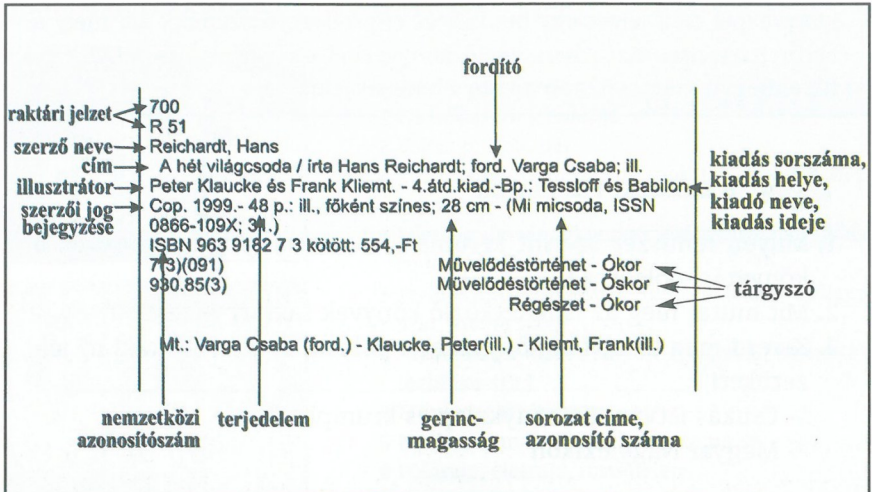 fordító
raktári jelzet
700
R 51
szerző neve
Reichardt, Hans
cím
A hét világcsoda / írta Hans Reichardt; ford. Varga Csaba; ill.
illusztrátor
Peter Klaucke és Frank Kliemt. - 4.átd.kiad.-Bp.: Tessloff és Babilon,
kiadás sorszáma,
kiadás helye,
kiadó neve,
kiadás ideje
szerzői jog
bejegyzése
Cop. 1999.- 48 p.: ill., főként színes; 28 cm - (Mi micsoda, ISSN
0866-109X; 31.)
ISBN 963 9182 7 3 kötött: 554,-Ft
7(3)(091)
930.85(3)
Művelődéstörténet - Ókor
Művelődéstörténet - Őskor
Régészet - Ókor
tárgyszó
Mt.: Varga Csaba (ford.) - Klaucke, Peter(ill.) - Kliemt, Frank(ill.)
nemzetközi
azonosítószám
terjedelem
gerinc-
magasság
sorozat címe,
azonosító száma